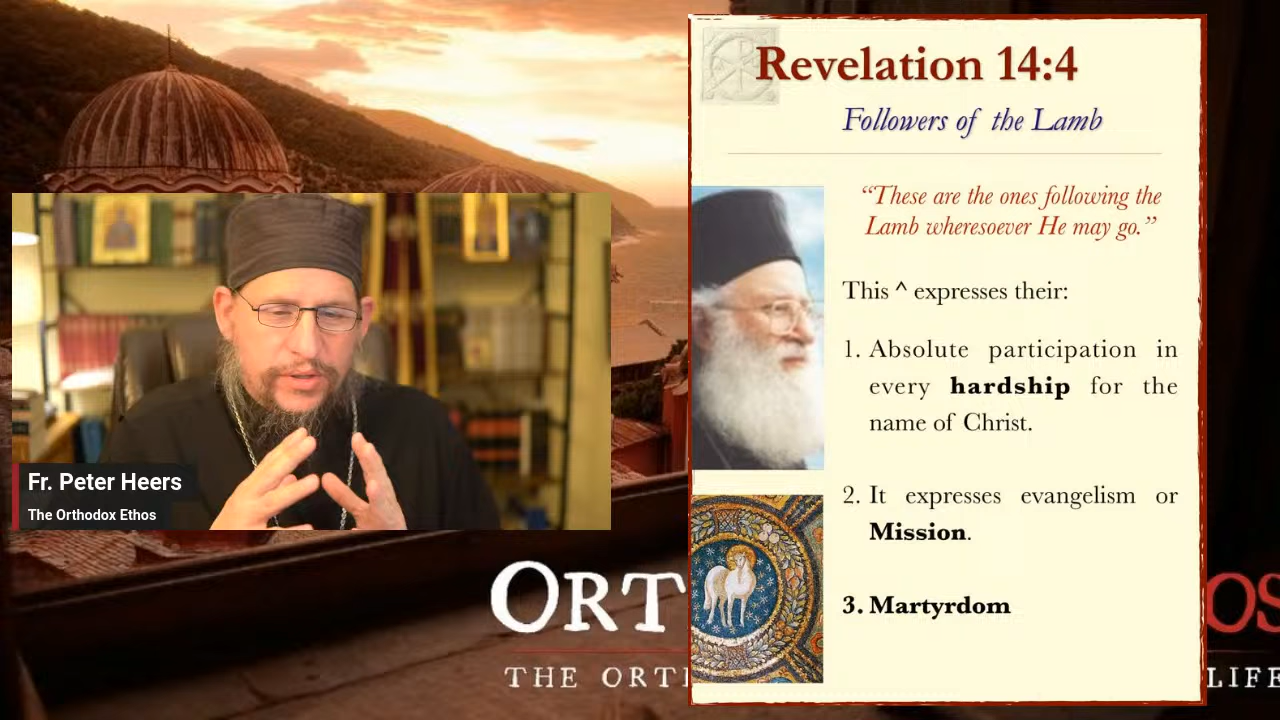 Revelation 14:4
Followers of the Lamb
“These are the ones following the
Lamb wheresoever He may go.”
This ^ expresses their:
1. Absolute participation in
every hardship for the
name of Christ.
2. It expresses evangelism or
Mission.
3. Martyrdom
Fr. Peter Heers
The Orthodox Ethos
ORT
OS
THE ORT
LIFE